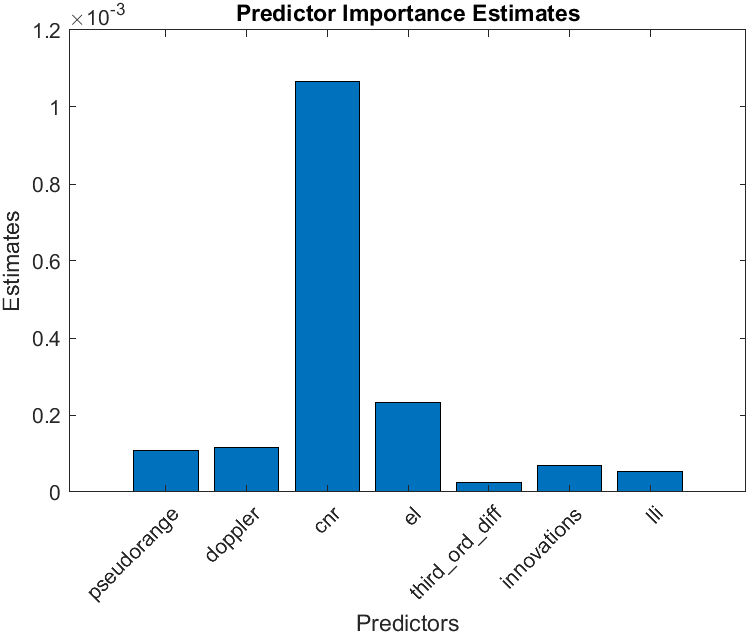 Predictor Importance Estimates
×10-3
1.2
1
0.8
0.6
0.4
0.2
0
Estimates
pseudorange
doppler
cnr
el
third_ord_diff
innovations
lli
Predictors